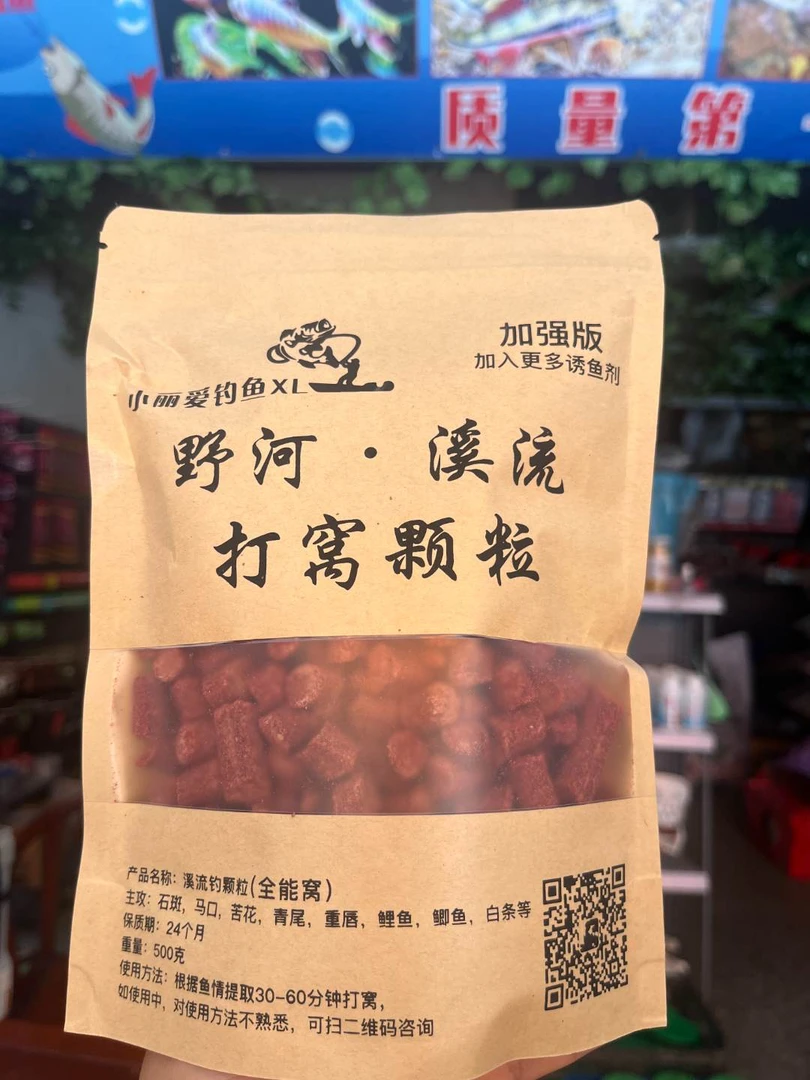 质量第
加强版
加入更多诱鱼剂
小丽爱钓鱼XL
野河·溪流
打窝颗粒
产品名称：溪流钓颗粒(全能窝)
主攻：石斑，马口，苦花，青尾，重唇，鲤鱼，鲫鱼，白条等
保质期：24个月
重量：500克
使用方法：根据鱼情提取30-60分钟打窝，
如使用中，对使用方法不熟悉，可扫二维码咨询